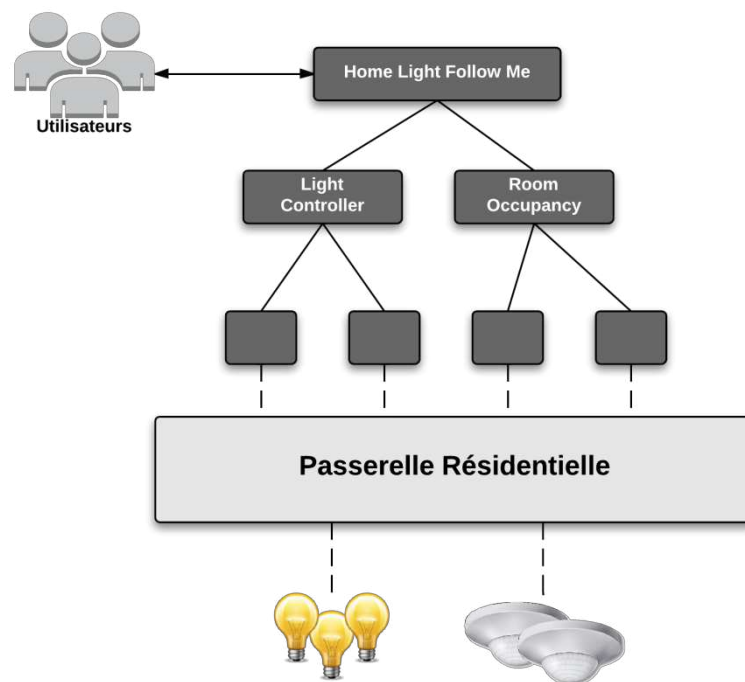 Home Light Follow Me
Utilisateurs
Light
Controller
Room
Occupancy
Passerelle Résidentielle